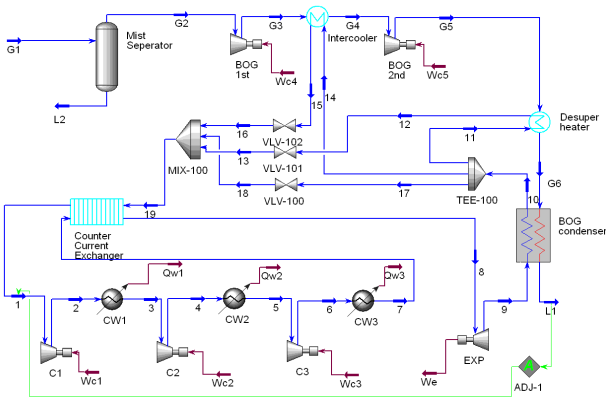 G1
Mist
Seperator
G2
L2
BOG
1st
Wc4
G3
Intercooler
G4
BOG
2nd
Wc5
G5
15
14
16
VLV-102
12
11
Desuper
heater
13
VLV-101
MIX-100
18
VLV-100
17
TEE-100
10
G6
BOG
condenser
19
Counter
Current
Exchanger
8
9
L1
1
2
CW1
Qw1
3
4
CW2
Qw2
5
6
CW3
Qw3
7
C1
Wc1
C2
Wc2
C3
Wc3
We
EXP
A
ADJ-1